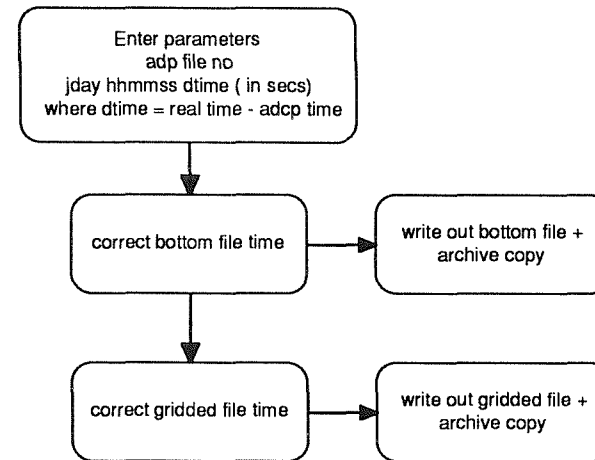 Enter parameters
adp file no
jday hhmmss dtime ( in secs)
where dtime = real time - adcp time
correct bottom file time
write out bottom file +
archive copy
correct gridded file time
write out gridded file +
archive copy